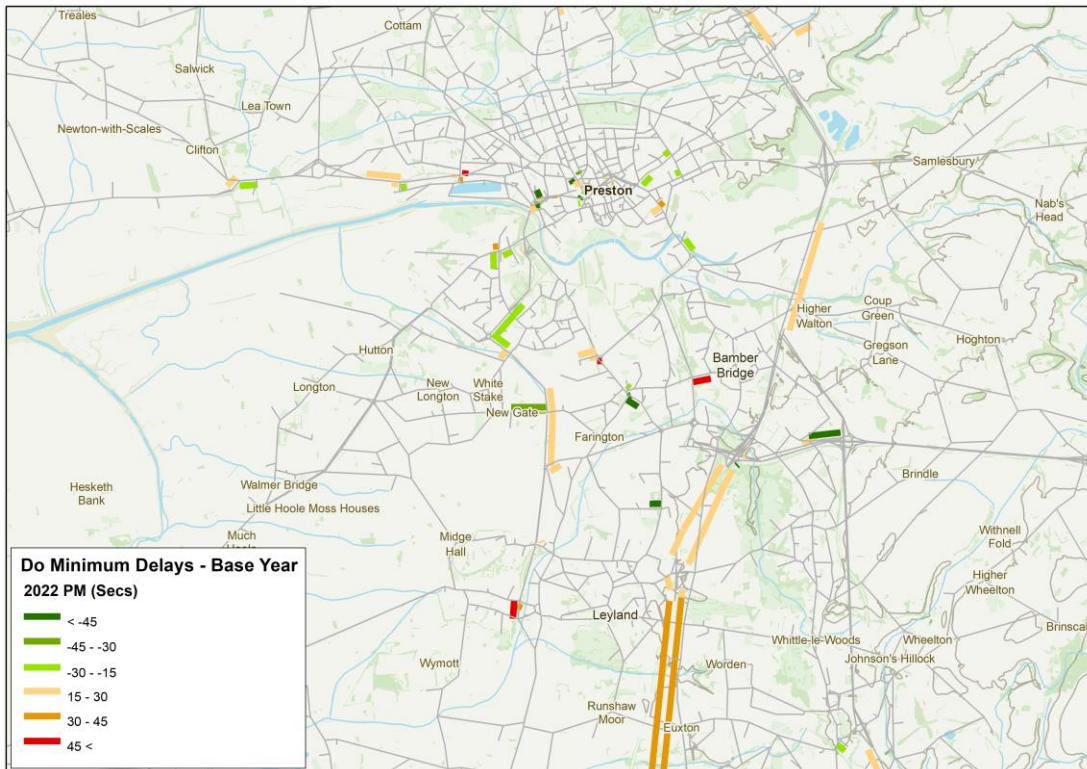 Treales
Cottam
Salwick
Lea Town
Newton-with-Scales
Clifton
Samlesbury
Preston
Nab's
Head
Higher
Walton
Coup
Green
Gregson
Lane
Hoghton
Hutton
Bamber
Bridge
Longton
New
Longton
White
Stake
New Gate
Farington
Brindle
Hesketh
Bank
Walmer Bridge
Little Hoole Moss Houses
Much
Midge
Hall
Withnell
Fold
Higher
Wheelton
Leyland
Whittle-le-Woods
Wheelton
Brinscal
Johnson's Hillock
Wymott
Worden
Runshaw
Moor
Euxton
Do Minimum Delays - Base Year
2022 PM (Secs)
< -45
-45 - -30
-30 - -15
15 - 30
30 - 45
45 <